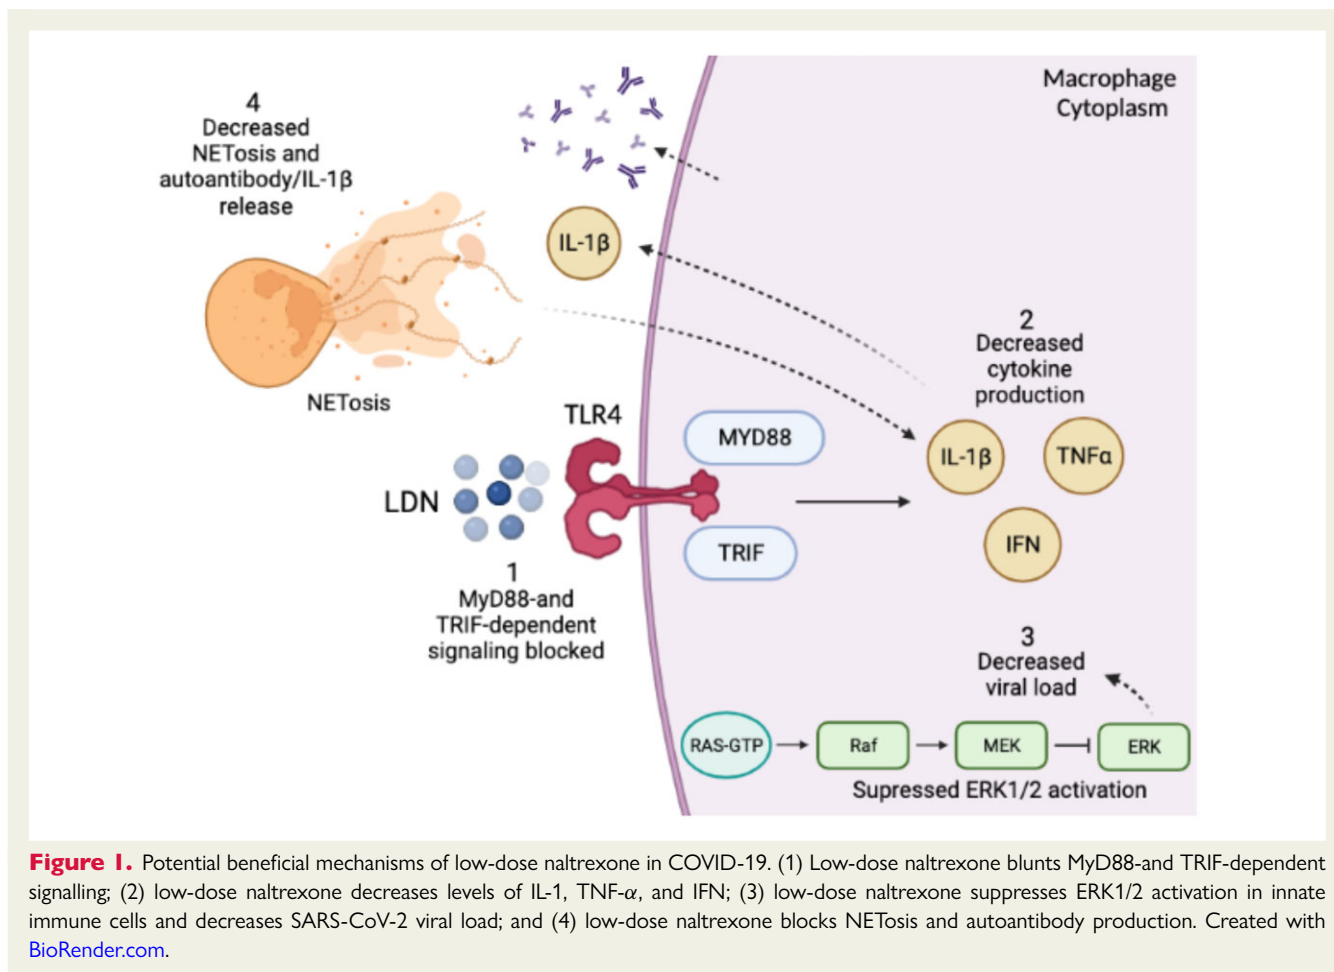 Macrophage
Cytoplasm
4
Decreased
NETosis and
autoantibody/IL-1β
release
IL-1β
NETosis
2
Decreased
cytokine
production
TLR4
MYD88
IL-1β
TNFα
LDN
TRIF
IFN
1
MyD88-and
TRIF-dependent
signaling blocked
3
Decreased
viral load
RAS-GTP
Raf
MEK
ERK
Supressed ERK1/2 activation
Figure 1. Potential beneficial mechanisms of low-dose naltrexone in COVID-19. (1) Low-dose naltrexone blunts MyD88-and TRIF-dependent
signalling; (2) low-dose naltrexone decreases levels of IL-1, TNF-α, and IFN; (3) low-dose naltrexone suppresses ERK1/2 activation in innate
immune cells and decreases SARS-CoV-2 viral load; and (4) low-dose naltrexone blocks NETosis and autoantibody production. Created with
BioRender.com.